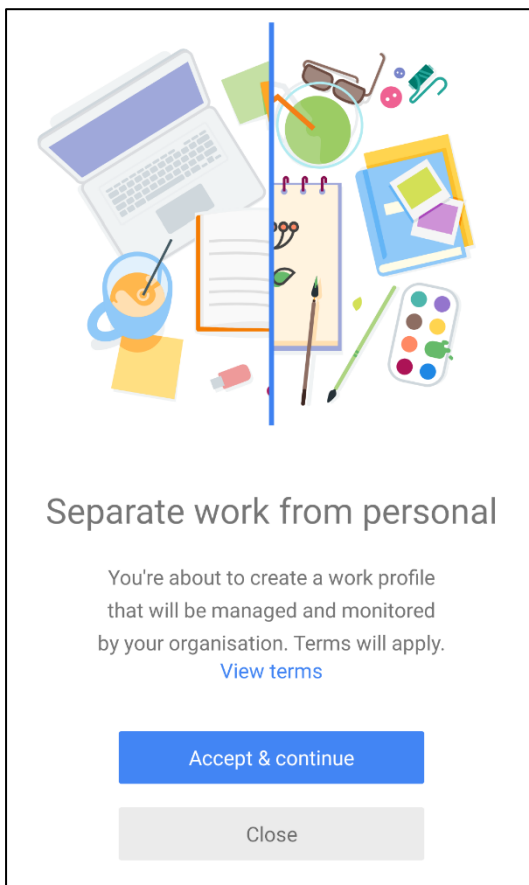 Separate work from personal
You're about to create a work profile
that will be managed and monitored
by your organisation. Terms will apply.
View terms
Accept & continue
Close